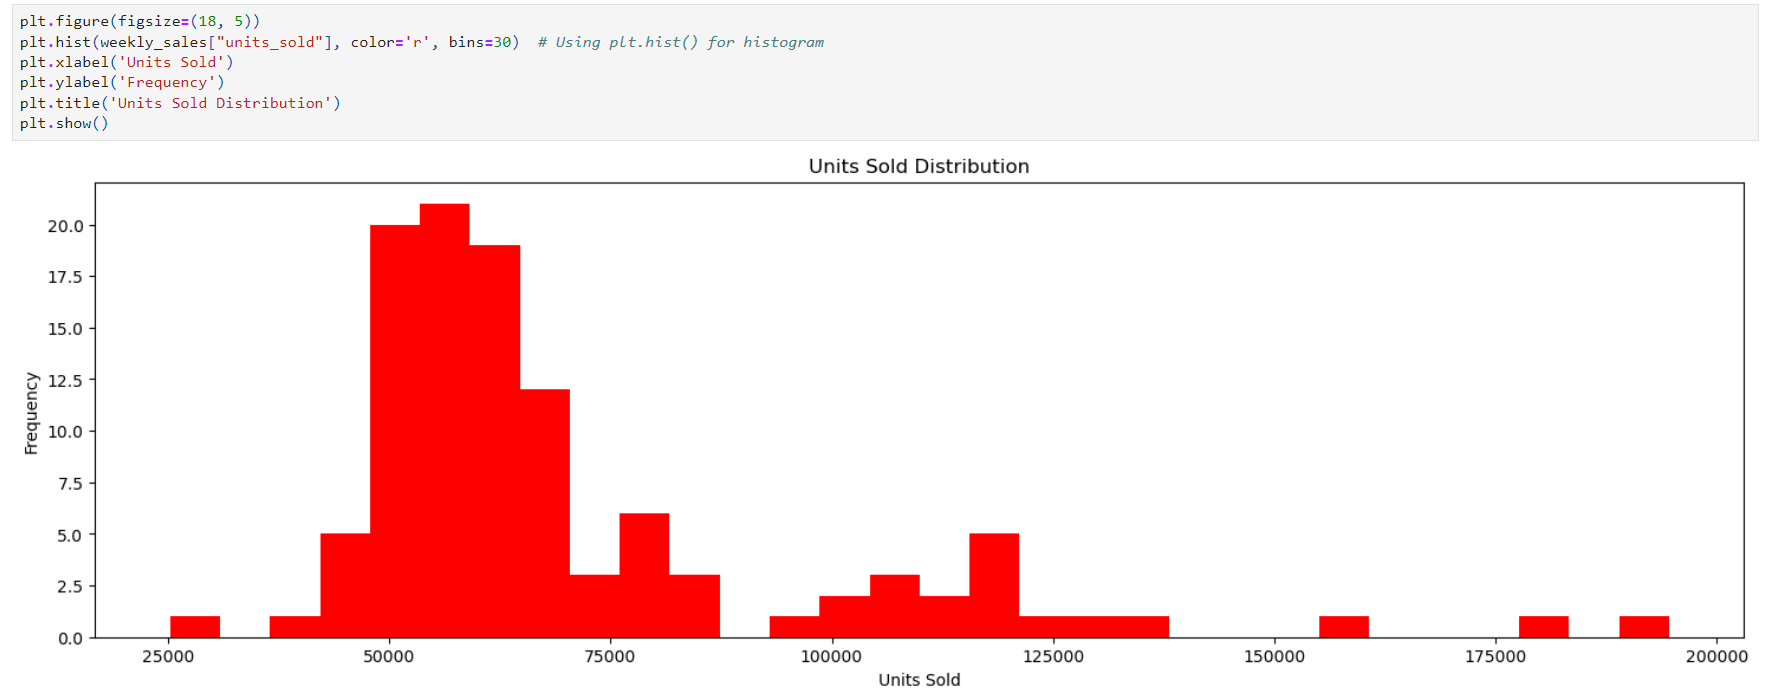 plt.figure(figsize=(18, 5))
plt.hist(weekly_sales["units_sold"], color='r', bins=30)  # Using plt.hist() for histogram
plt.xlabel('Units Sold')
plt.ylabel('Frequency')
plt.title('Units Sold Distribution')
plt.show()
Units Sold Distribution
20.0
17.5
15.0
12.5
10.0
7.5
5.0
2.5
0.0
Frequency
25000 50000 75000 100000 125000 150000 175000 200000
Units Sold